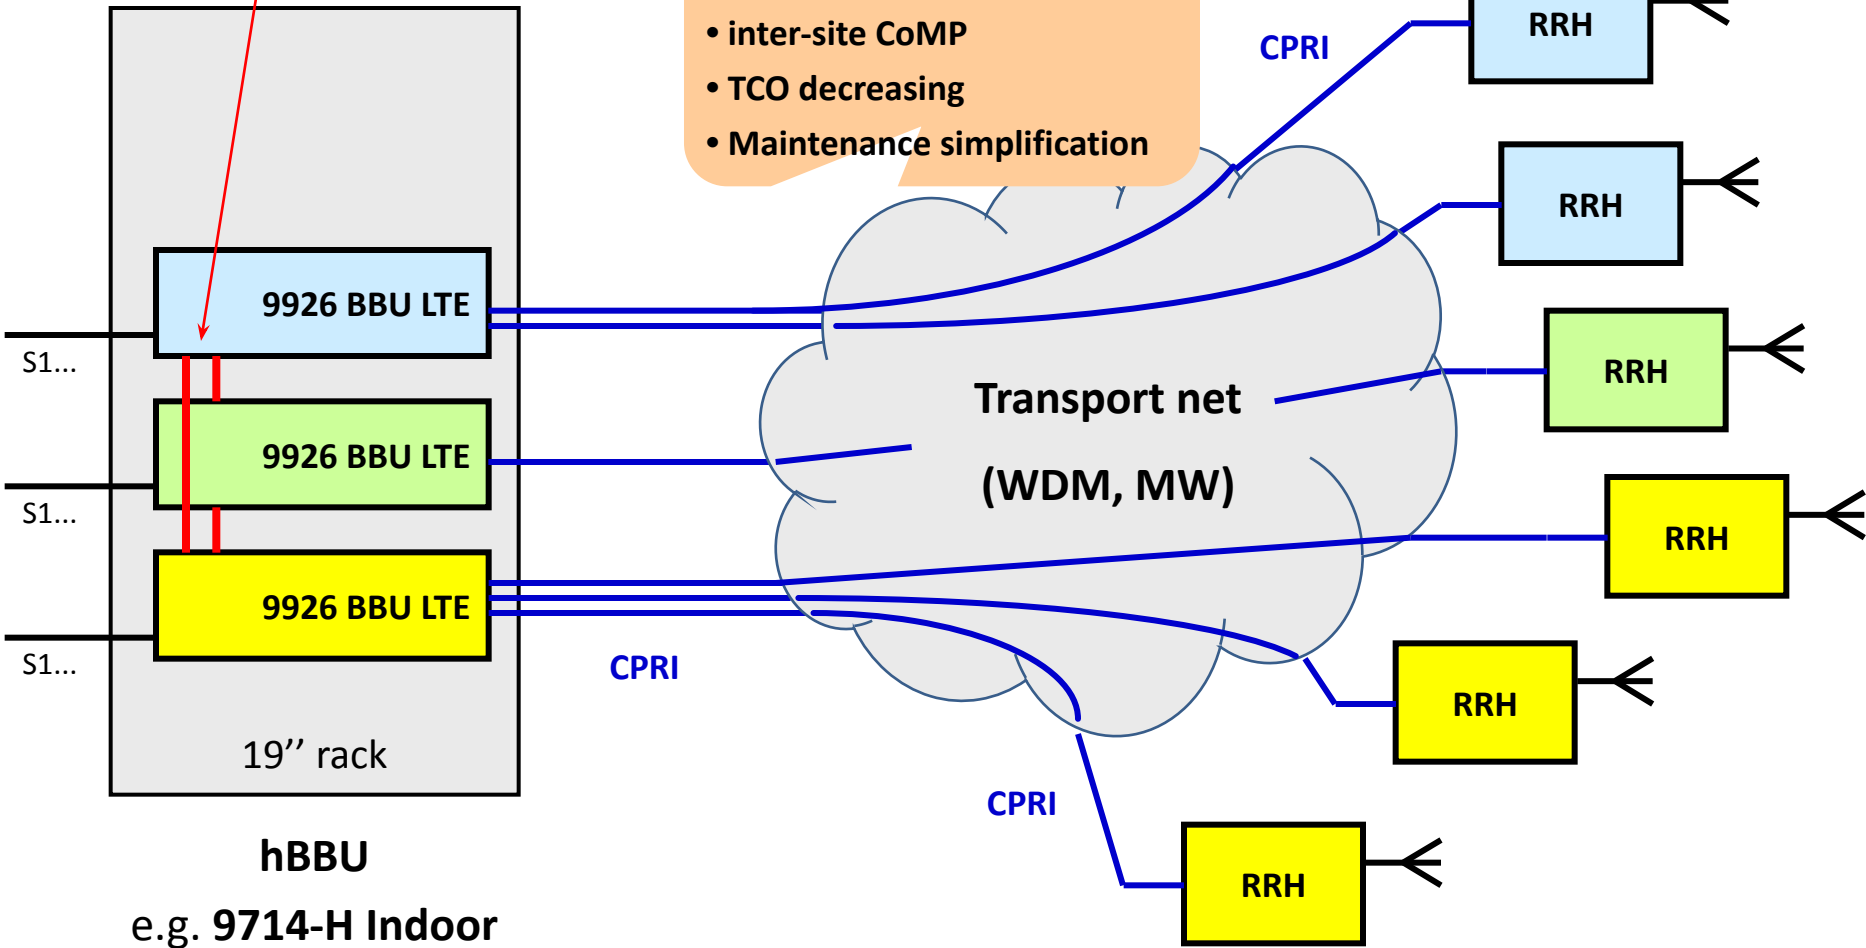 • inter-site CoMP
• TCO decreasing
• Maintenance simplification
CPRI
RRH
RRH
9926 BBU LTE
S1...
RRH
Transport net
(WDM, MW)
9926 BBU LTE
S1...
RRH
9926 BBU LTE
S1...
CPRI
RRH
19’’ rack
CPRI
RRH
hBBU
e.g. 9714-H Indoor